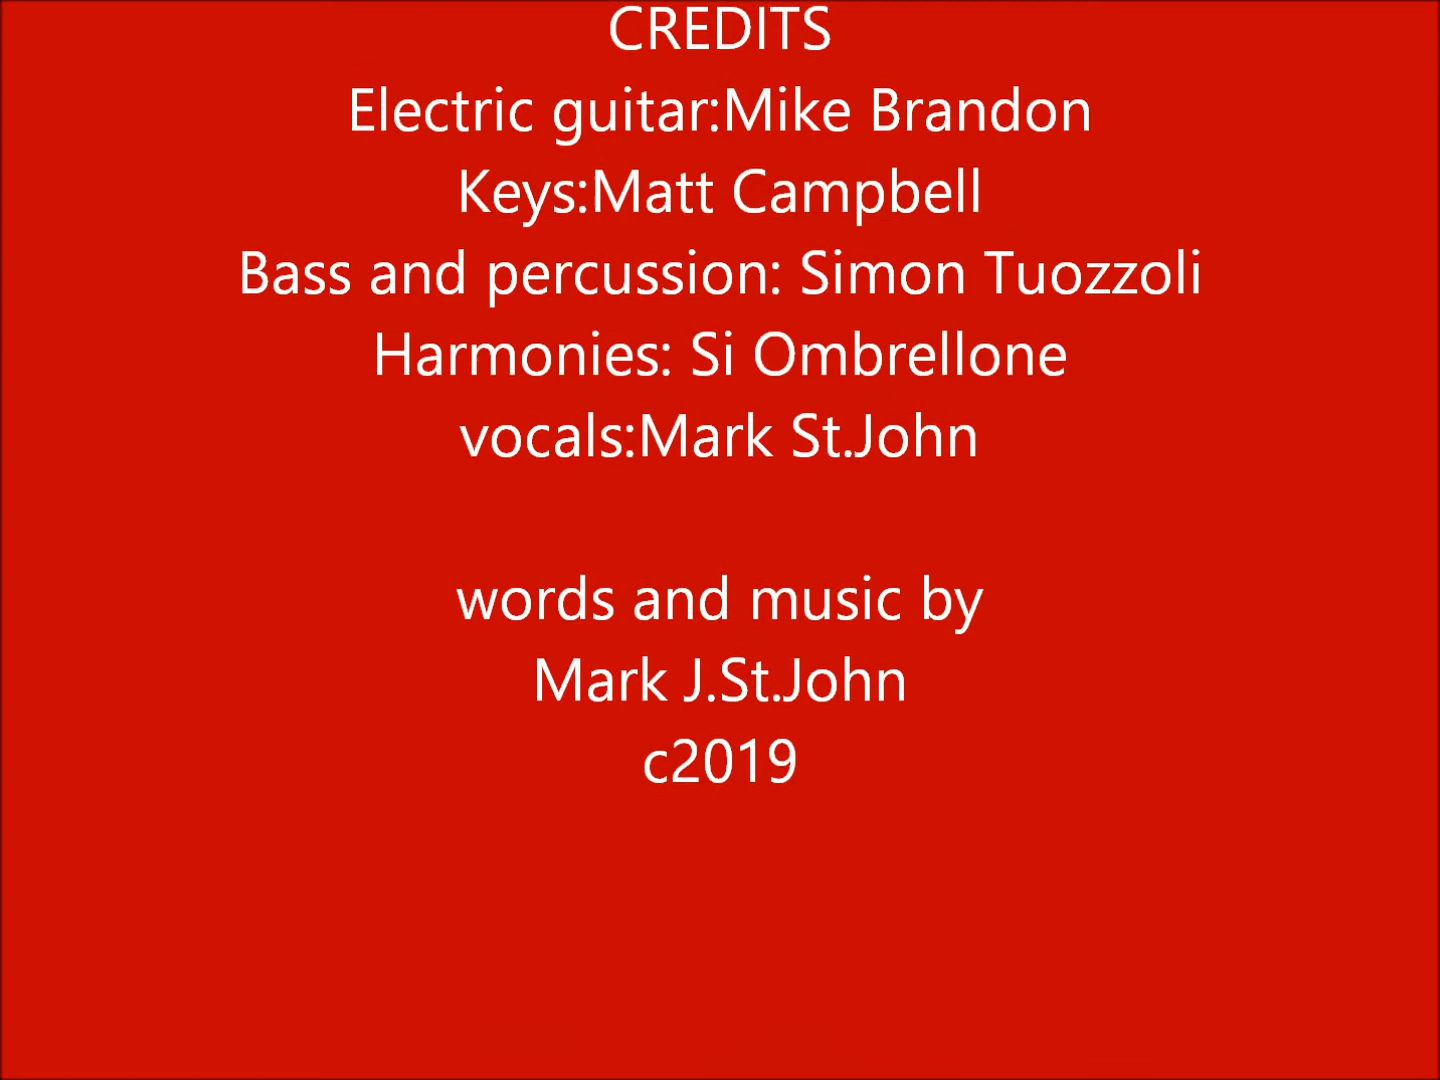 CREDITS
Electric guitar:Mike Brandon
Keys:Matt Campbell
Bass and percussion: Simon Tuozzoli
Harmonies: Si Ombrellone
vocals:Mark St.John
words and music by
Mark J.St.John
c2019